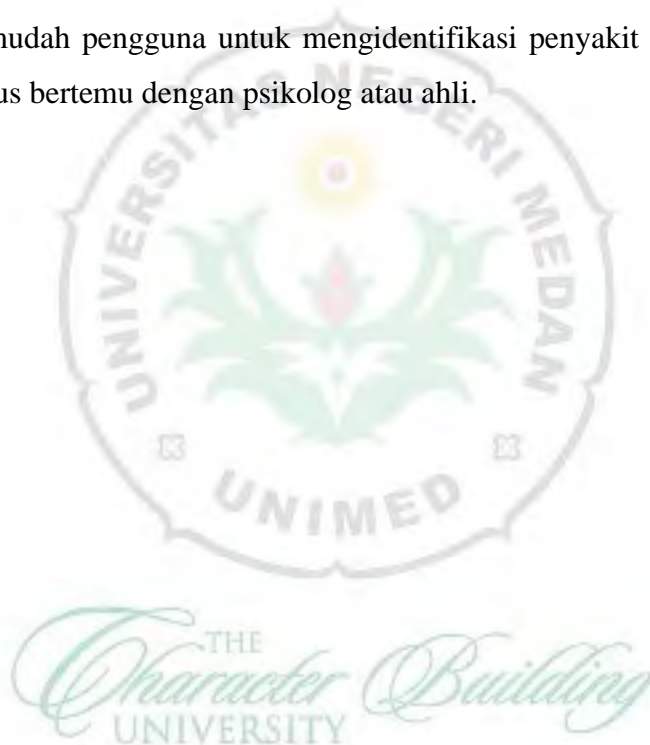 mudah pengguna untuk mengidentifikasi penyakit
us bertemu dengan psikolog atau ahli.
UNIVERSITAS NEGERI MEDAN
UNIMED
THE
Character Building
UNIVERSITY